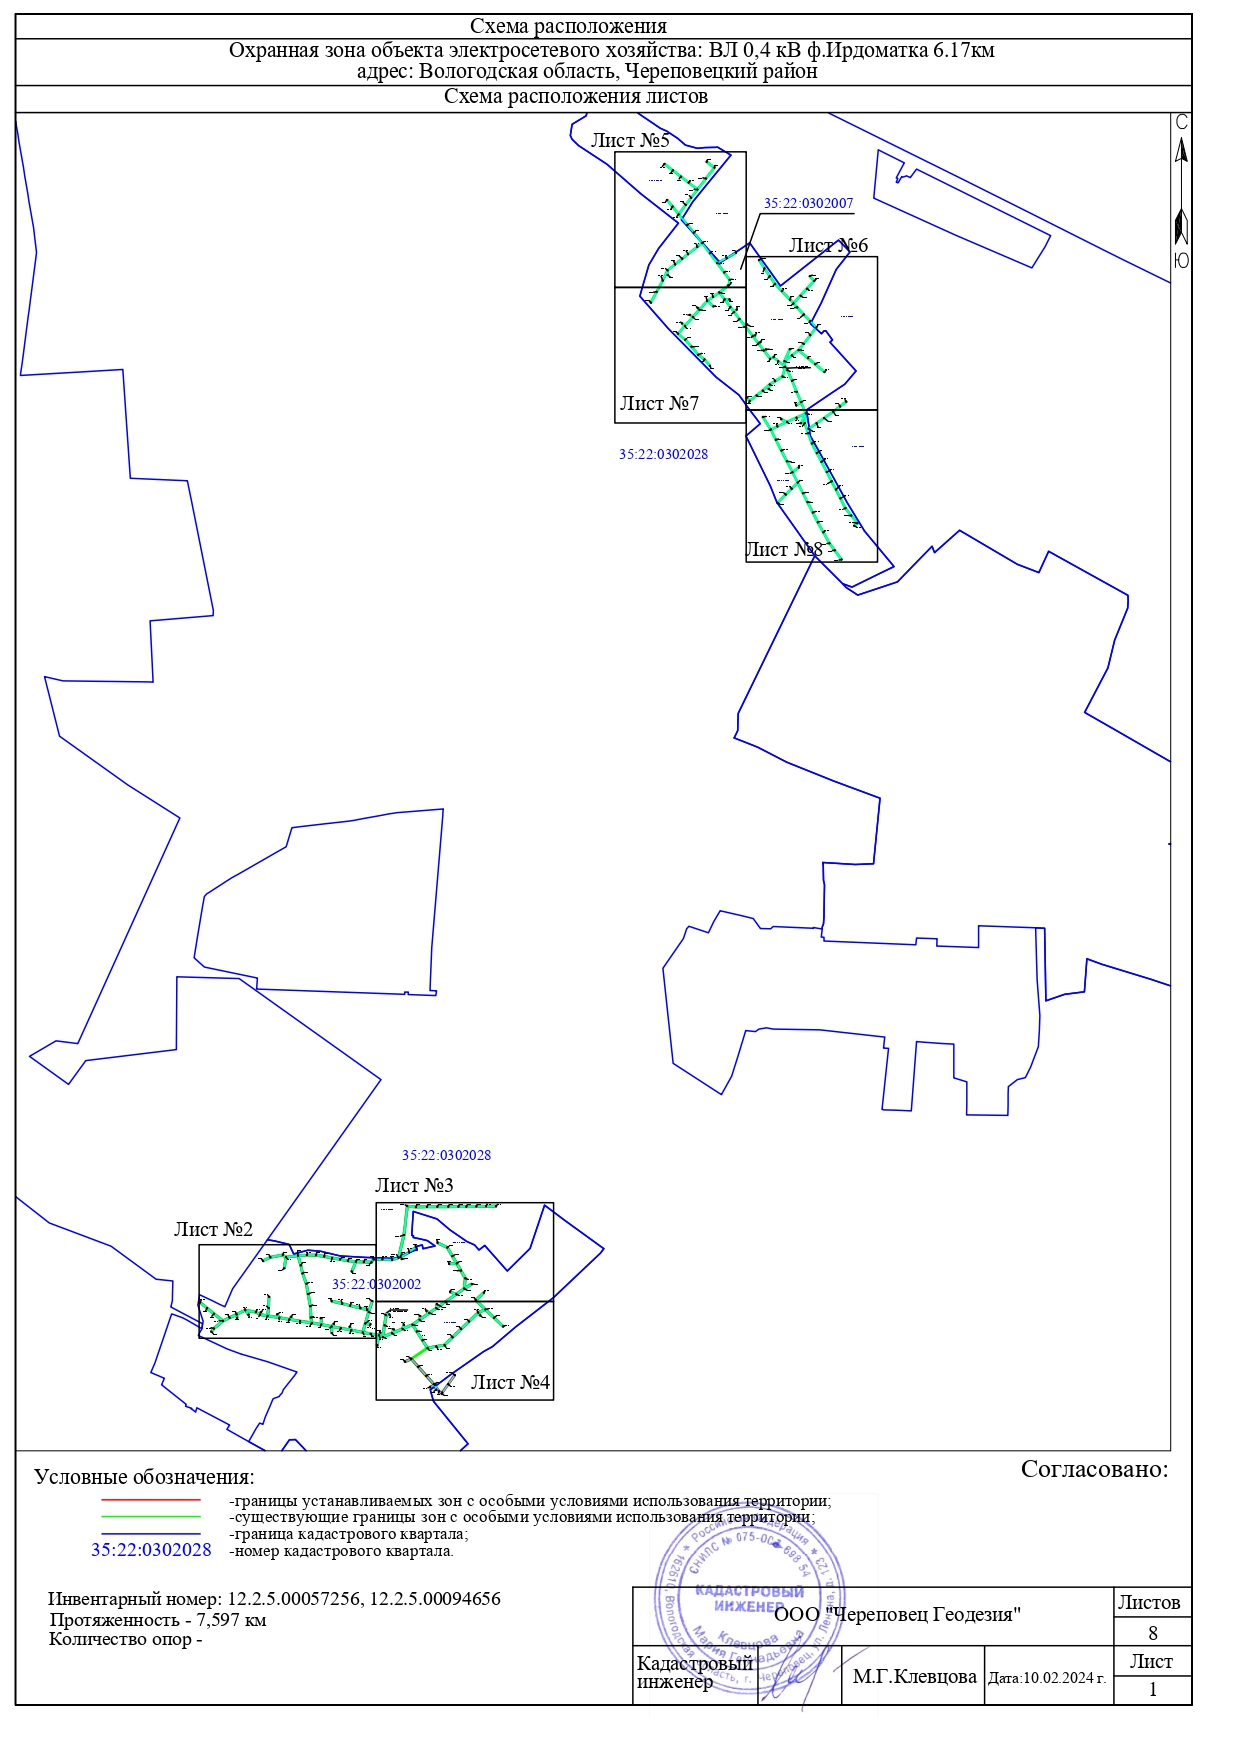 Схема расположения
Охранная зона объекта электросетевого хозяйства: ВЛ 0,4 кВ ф.Ирдоматка 6.17км
адрес: Вологодская область, Череповецкий район
Схема расположения листов
С
Ю
Лист №5
35:22:0302007
Лист №6
Лист №7
35:22:0302028
Лист №8
35:22:0302028
Лист №3
Лист №2
35:22:0302002
Лист №4
Условные обозначения:
Согласовано:
-границы устанавливаемых зон с особыми условиями использования территории;
-существующие границы зон с особыми условиями использования территории;
-граница кадастрового квартала;
35:22:0302028 -номер кадастрового квартала.
Инвентарный номер: 12.2.5.00057256, 12.2.5.00094656
Протяженность - 7,597 км
Количество опор -
КАДАСТРОВЫЙ
ИНЖЕНЕР
Клевцова
Мария Геннадьевна
ООО "Череповец Геодезия"
Листов
8
Кадастровый
инженер
М.Г.Клевцова
Дата:10.02.2024 г.
Лист
1